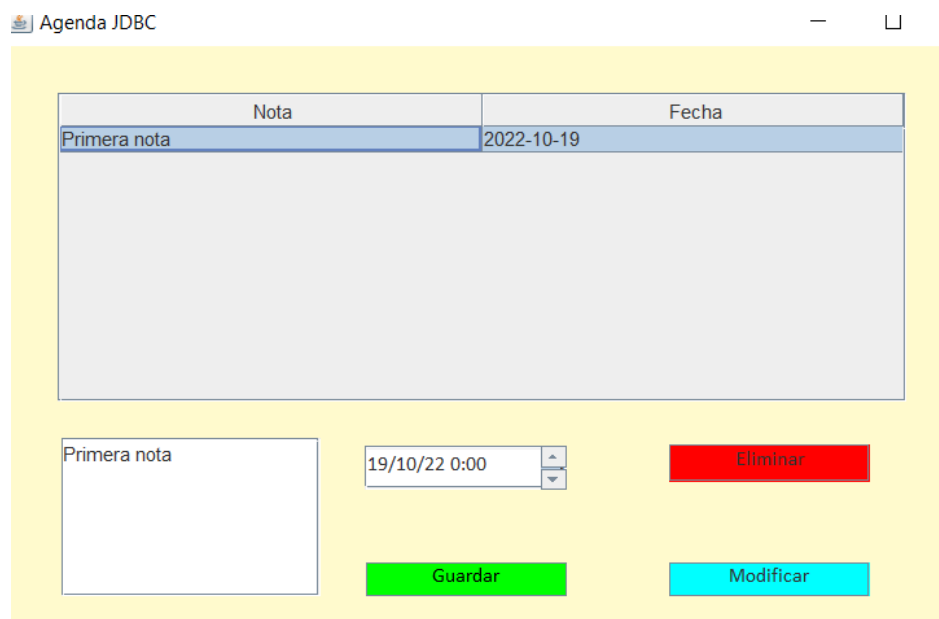 Agenda JDBC
Nota Fecha
Primera nota 2022-10-19
Primera nota
19/10/22 0:00
Eliminar
Guardar
Modificar